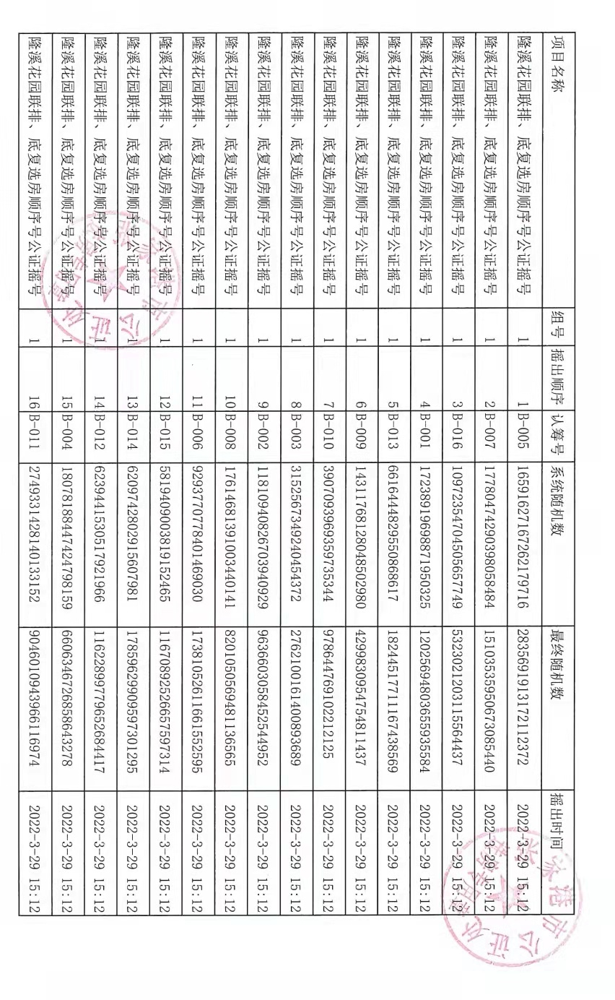 项目名称 组号 摇出顺序 认筹号 系统随机数 最终随机数 摇出时间
隆溪花园联排、底复选房顺序号公证摇号 1 1 B-005 1659162716726217971​6 2835691913172112372 2022-3-29 15:12
隆溪花园联排、底复选房顺序号公证摇号 1 2 B-007 1778047429039805848​4 15103535950673085440 2022-3-29 15:12
隆溪花园联排、底复选房顺序号公证摇号 1 3 B-016 10972354704505657749 5323021203115564437 2022-3-29 15:12
隆溪花园联排、底复选房顺序号公证摇号 1 4 B-001 17238919698871950325 12025694803655935584 2022-3-29 15:12
隆溪花园联排、底复选房顺序号公证摇号 1 5 B-013 6616444829550868617 18244517711167438569 2022-3-29 15:12
隆溪花园联排、底复选房顺序号公证摇号 1 6 B-009 14311768128048502980 4299830954754811437 2022-3-29 15:12
隆溪花园联排、底复选房顺序号公证摇号 1 7 B-010 3907093969359735344 9786447691022​12125 2022-3-29 15:12
隆溪花园联排、底复选房顺序号公证摇号 1 8 B-003 3152567349240454372 2762100161400893689 2022-3-29 15:12
隆溪花园联排、底复选房顺序号公证摇号 1 9 B-002 11810940826703940929 9636603058452544952 2022-3-29 15:12
隆溪花园联排、底复选房顺序号公证摇号 1 10 B-008 17614681391003440141 8201050569481136565 2022-3-29 15:12
隆溪花园联排、底复选房顺序号公证摇号 1 11 B-006 9293770778401469030 17381052611661552595 2022-3-29 15:12
隆溪花园联排、底复选房顺序号公证摇号 1 12 B-015 5819409003819152465 11670892526657597314 2022-3-29 15:12
隆溪花园联排、底复选房顺序号公证摇号 1 13 B-014 6209742802915607981 17859629909597301295 2022-3-29 15:12
隆溪花园联排、底复选房顺序号公证摇号 1 14 B-012 6239441530517921966 11622899779652684417 2022-3-29 15:12
隆溪花园联排、底复选房顺序号公证摇号 1 15 B-004 18078188447424798159 6606346726858643278 2022-3-29 15:12
隆溪花园联排、底复选房顺序号公证摇号 1 16 B-011 2749331428140133152 9046010943966116974 2022-3-29 15:12
张家港市公证处
张家港市公证处